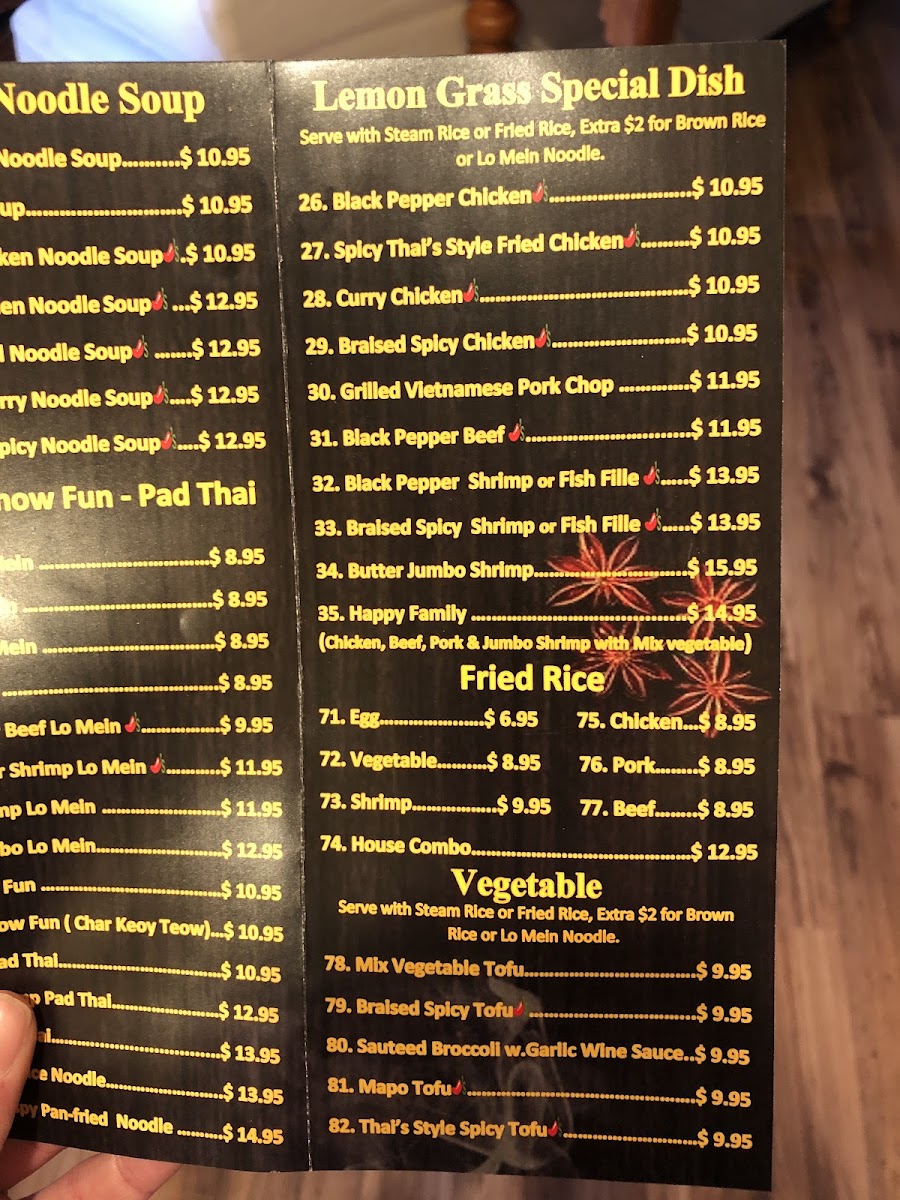 Noodle Soup
Noodle Soup...........$ 10.95
..............................$ 10.95
Noodle Soup..$ 10.95
Noodle Soup ...$ 12.95
Noodle Soup .......$ 12.95
Noodle Soup....$ 12.95
Noodle Soup.....$ 12.95
Fun - Pad Thai
.................................$ 8.95
....................................$ 8.95
.................................$ 8.95
.........................................$ 8.95
Beef Lo Mein ...............$ 9.95
Shrimp Lo Mein ...........$ 11.95
Lo Mein ........................$ 11.95
Lo Mein.........................$ 12.95
Fun ....................................$ 10.95
Fun ( Char Keoy Teow)...$ 10.95
Thai................................$ 10.95
Pad Thai......................$ 12.95
..................................$ 13.95
Noodle.......................$ 13.95
Pan-fried Noodle ..........$ 14.95
Lemon Grass Special Dish
Serve with Steam Rice or Fried Rice, Extra $2 for Brown Rice
or Lo Mein Noodle.
26. Black Pepper Chicken.............................$ 10.95
27. Spicy Thai's Style Fried Chicken..........$ 10.95
28. Curry Chicken...........................................$ 10.95
29. Braised Spicy Chicken............................$ 10.95
30. Grilled Vietnamese Pork Chop ..............$ 11.95
31. Black Pepper Beef ..................................$ 11.95
32. Black Pepper Shrimp or Fish Fille ......$ 13.95
33. Braised Spicy Shrimp or Fish Fille ......$ 13.95
34. Butter Jumbo Shrimp...............................$ 15.95
35. Happy Family ............................................$ 14.95
(Chicken, Beef, Pork & Jumbo Shrimp with Mix vegetable)
Fried Rice
71. Egg......................$ 6.95 75. Chicken...$ 8.95
72. Vegetable..........$ 8.95 76. Pork.........$ 8.95
73. Shrimp.................$ 9.95 77. Beef.........$ 8.95
74. House Combo.............................................$ 12.95
Vegetable
Serve with Steam Rice or Fried Rice, Extra $2 for Brown
Rice or Lo Mein Noodle.
78. Mix Vegetable Tofu...................................$ 9.95
79. Braised Spicy Tofu ..................................$ 9.95
80. Sauteed Broccoli w.Garlic Wine Sauce..$ 9.95
81. Mapo Tofu...............................................$ 9.95
82. Thai's Style Spicy Tofu............................$ 9.95